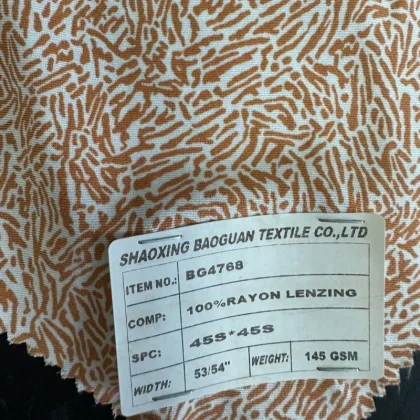 SHAOXING BAOGUAN TEXTILE CO.,LTD
ITEM NO.: BG4768
COMP: 100%RAYON LENZING
SPC: 45S*45S
WIDTH: 53/54" WEIGHT: 145 GSM